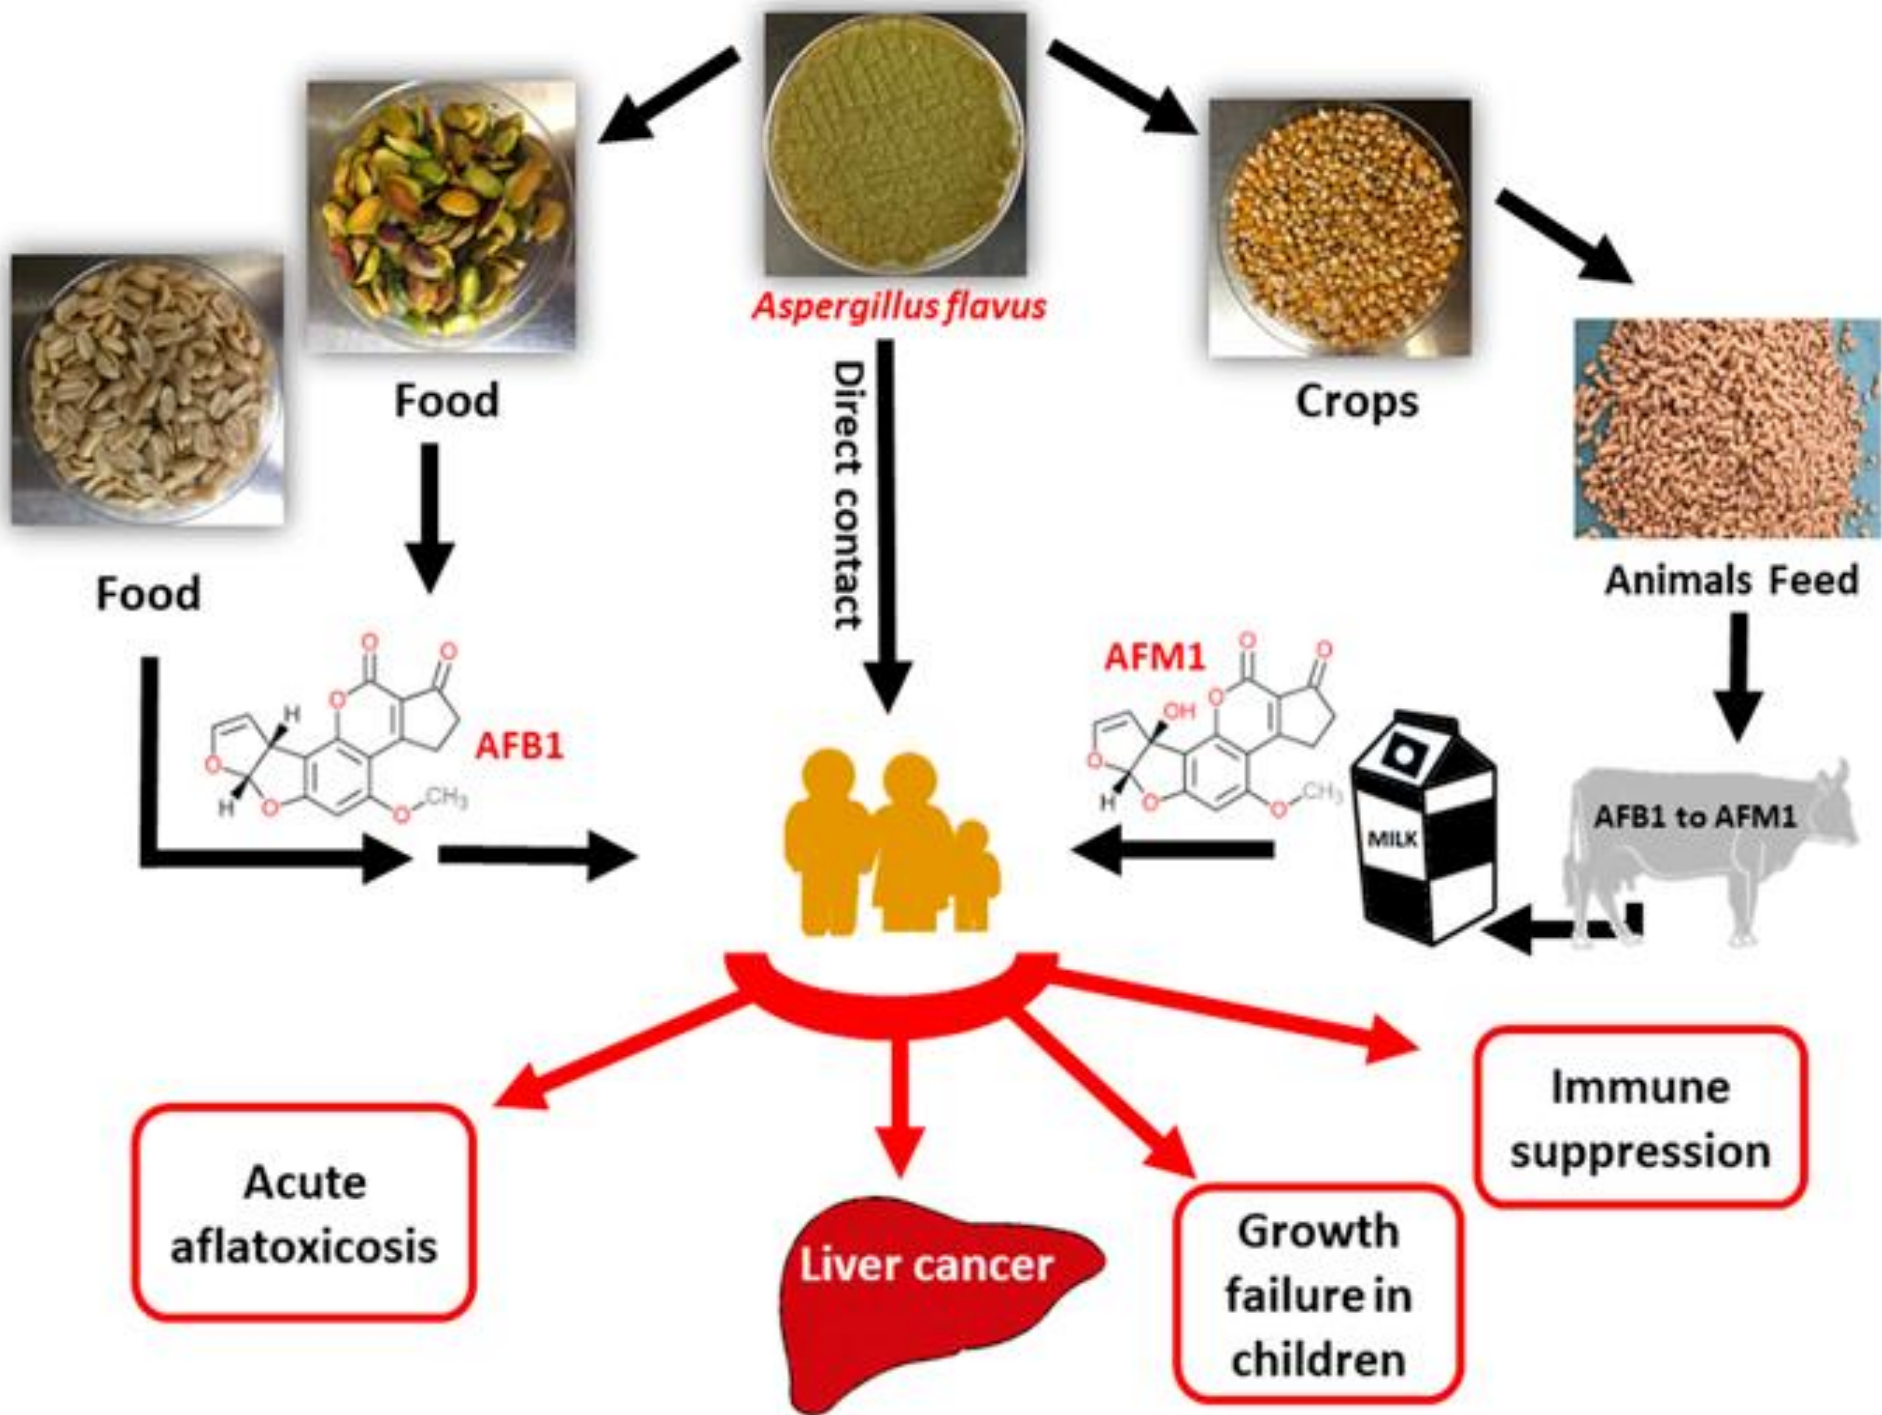 Aspergillus flavus
Food
Crops
Direct contact
Food
Animals Feed
O
O
O
H
AFB1
O
H
O
O
CH3
AFM1
O
O
O
OH
O
H
O
O
CH3
MILK
AFB1 to AFM1
Immune
suppression
Acute
aflatoxicosis
Liver cancer
Growth
failure in
children